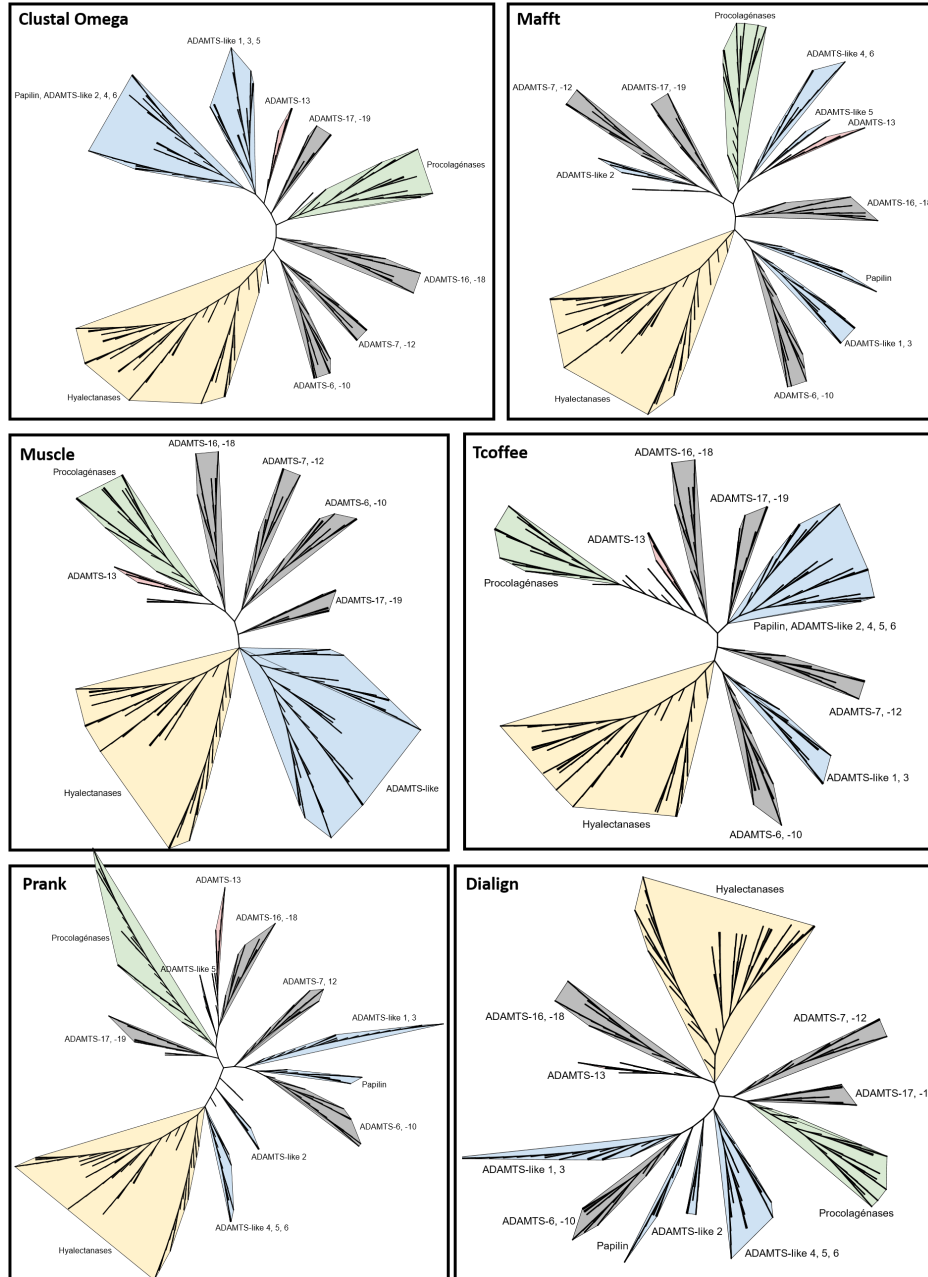 Clustal Omega
ADAMTS-like 1, 3, 5
Papilin, ADAMTS-like 2, 4, 6
ADAMTS-13
ADAMTS-17, -19
Procolagénases
ADAMTS-16, -18
ADAMTS-7, -12
ADAMTS-6, -10
Hyalectanases
Mafft
Procolagénases
ADAMTS-like 4, 6
ADAMTS-7, -12
ADAMTS-17, -19
ADAMTS-like 5
ADAMTS-13
ADAMTS-like 2
ADAMTS-16, -18
Papilin
ADAMTS-like 1, 3
ADAMTS-6, -10
Hyalectanases
Muscle
ADAMTS-16, -18
Procolagénases
ADAMTS-7, -12
ADAMTS-6, -10
ADAMTS-13
ADAMTS-17, -19
Hyalectanases
ADAMTS-like
Tcoffee
ADAMTS-16, -18
ADAMTS-17, -19
ADAMTS-13
Procolagénases
Papilin, ADAMTS-like 2, 4, 5, 6
ADAMTS-7, -12
ADAMTS-like 1, 3
Hyalectanases
ADAMTS-6, -10
Prank
ADAMTS-13
ADAMTS-16, -18
Procolagénases
ADAMTS-like 5
ADAMTS-7, 12
ADAMTS-like 1, 3
ADAMTS-17, -19
Papilin
ADAMTS-6, -10
ADAMTS-like 2
ADAMTS-like 4, 5, 6
Hyalectanases
Dialign
Hyalectanases
ADAMTS-16, -18
ADAMTS-7, -12
ADAMTS-13
ADAMTS-17, -1
ADAMTS-like 1, 3
Procolagénases
ADAMTS-6, -10
Papilin
ADAMTS-like 2
ADAMTS-like 4, 5, 6